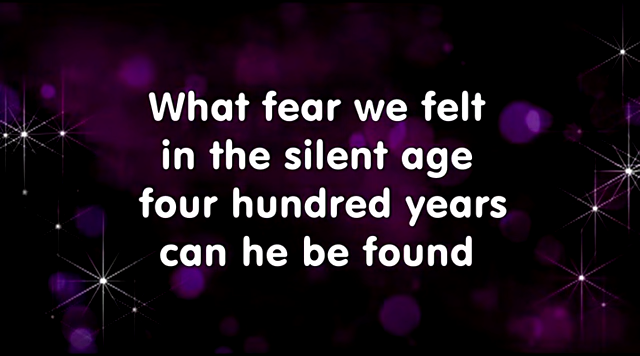 What fear we felt
in the silent age
four hundred years
can he be found